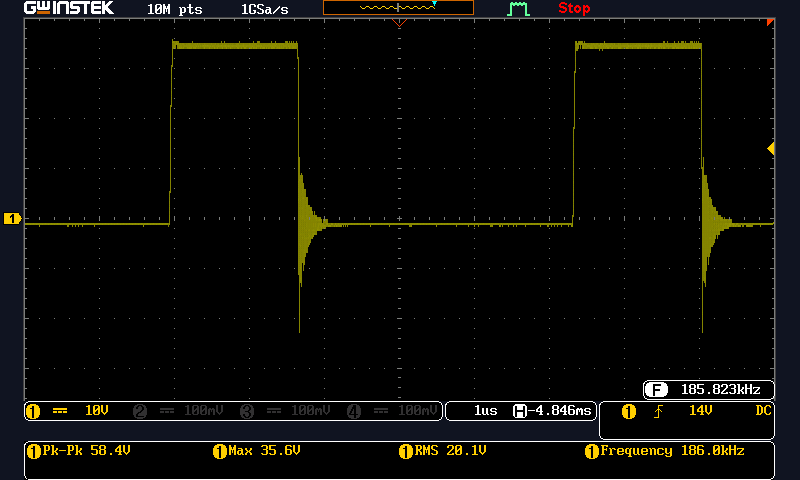 GWINSTEK 10M pts 1GSa/s Stop
1
F 185.823kHz
1 10V 2 100mV 3 100mV 4 100mV 1us H -4.846ms 1 14V DC
1 Pk-Pk 58.4V 1 Max 35.6V 1 RMS 20.1V 1 Frequency 186.0kHz